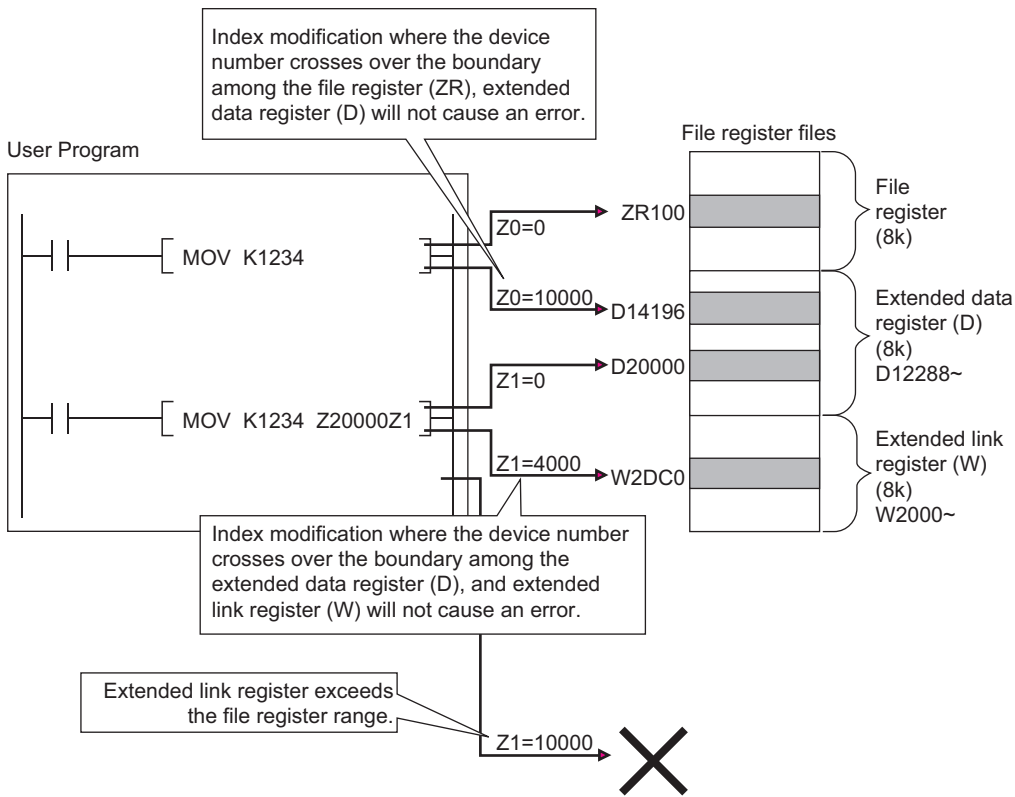 Index modification where the device
number crosses over the boundary
among the file register (ZR), extended
data register (D) will not cause an error.
User Program
File register files
MOV K1234
Z0=0
ZR100
File
register
(8k)
Z0=10000
D14196
Extended data
register (D)
(8k)
D12288~
Z1=0
D20000
MOV K1234 Z20000Z1
Z1=4000
W2DC0
Extended link
register (W)
(8k)
W2000~
Index modification where the device number
crosses over the boundary among the
extended data register (D), and extended
link register (W) will not cause an error.
Extended link register exceeds
the file register range.
Z1=10000